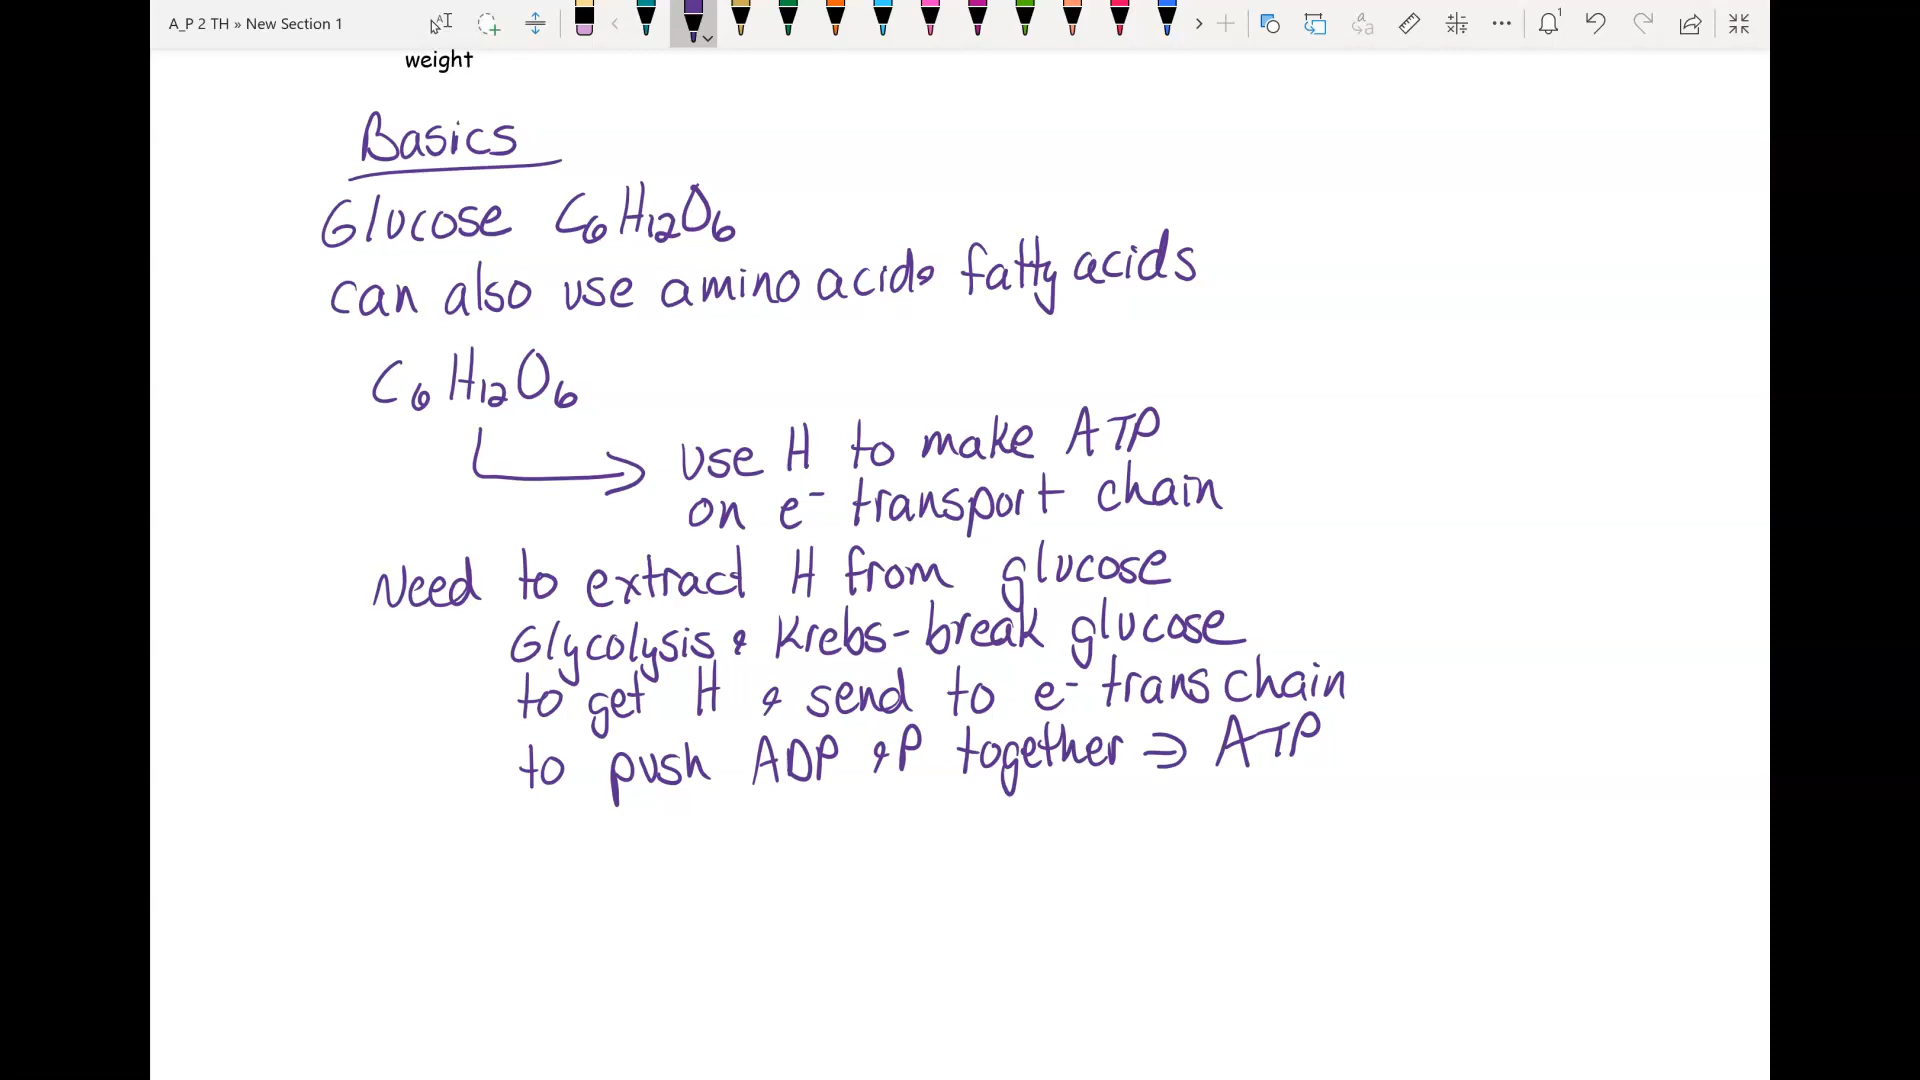 A_P 2 TH » New Section 1
weight
Basics
Glucose C6H12O6
can also use amino acids fatty acids
C6H12O6
use H to make ATP
on e- transport chain
Need to extract H from glucose
Glycolysis & Krebs - break glucose
to get H & send to e- trans chain
to push ADP & P together ⇒ ATP